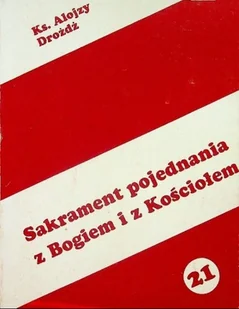 Ks. Alojzy
Drożdż
Sakrament pojednania
z Bogiem i z Kościołem
21